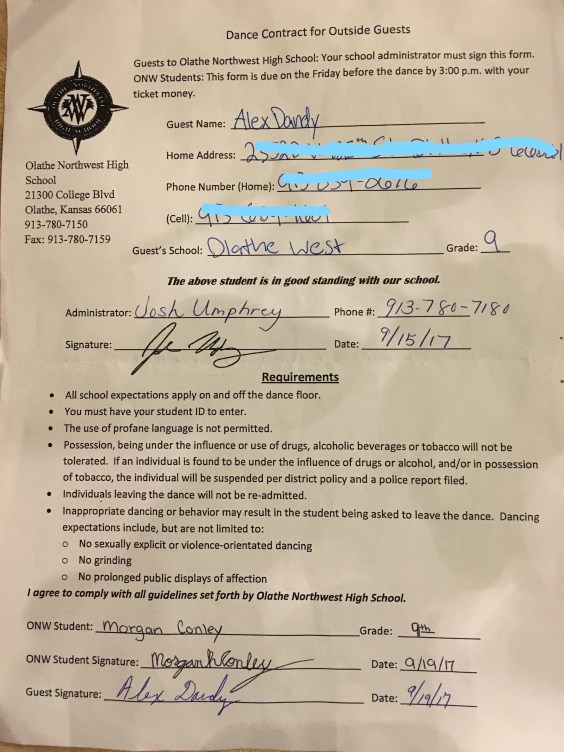 Dance Contract for Outside Guests
Guests to Olathe Northwest High School: Your school administrator must sign this form.
ONW Students: This form is due on the Friday before the dance by 3:00 p.m. with your
ticket money.
OLATHE NORTHWEST
NW
HIGH SCHOOL
Olathe Northwest High
School
21300 College Blvd
Olathe, Kansas 66061
913-780-7150
Fax: 913-780-7159
Guest Name: Alex Dandy
Home Address:
Phone Number (Home):
(Cell):
Guest's School: Olathe West Grade: 9
The above student is in good standing with our school.
Administrator: Josh Umphrey Phone #: 913-780-7180
Signature: Date: 9/15/17
Requirements
• All school expectations apply on and off the dance floor.
• You must have your student ID to enter.
• The use of profane language is not permitted.
• Possession, being under the influence or use of drugs, alcoholic beverages or tobacco will not be
tolerated. If an individual is found to be under the influence of drugs or alcohol, and/or in possession
of tobacco, the individual will be suspended per district policy and a police report filed.
• Individuals leaving the dance will not be re-admitted.
• Inappropriate dancing or behavior may result in the student being asked to leave the dance. Dancing
expectations include, but are not limited to:
o No sexually explicit or violence-orientated dancing
o No grinding
o No prolonged public displays of affection
I agree to comply with all guidelines set forth by Olathe Northwest High School.
ONW Student: Morgan Conley Grade: 9th
ONW Student Signature: Morgan Conley Date: 9/19/17
Guest Signature: Alex Dandy Date: 9/19/17